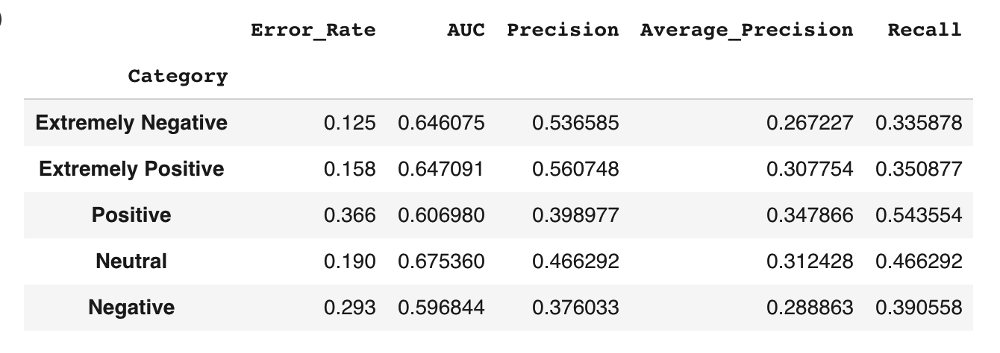 Error_Rate AUC Precision Average_Precision Recall
Category
Extremely Negative 0.125 0.646075 0.536585 0.267227 0.335878
Extremely Positive 0.158 0.647091 0.560748 0.307754 0.350877
Positive 0.366 0.606980 0.398977 0.347866 0.543554
Neutral 0.190 0.675360 0.466292 0.312428 0.466292
Negative 0.293 0.596844 0.376033 0.288863 0.390558